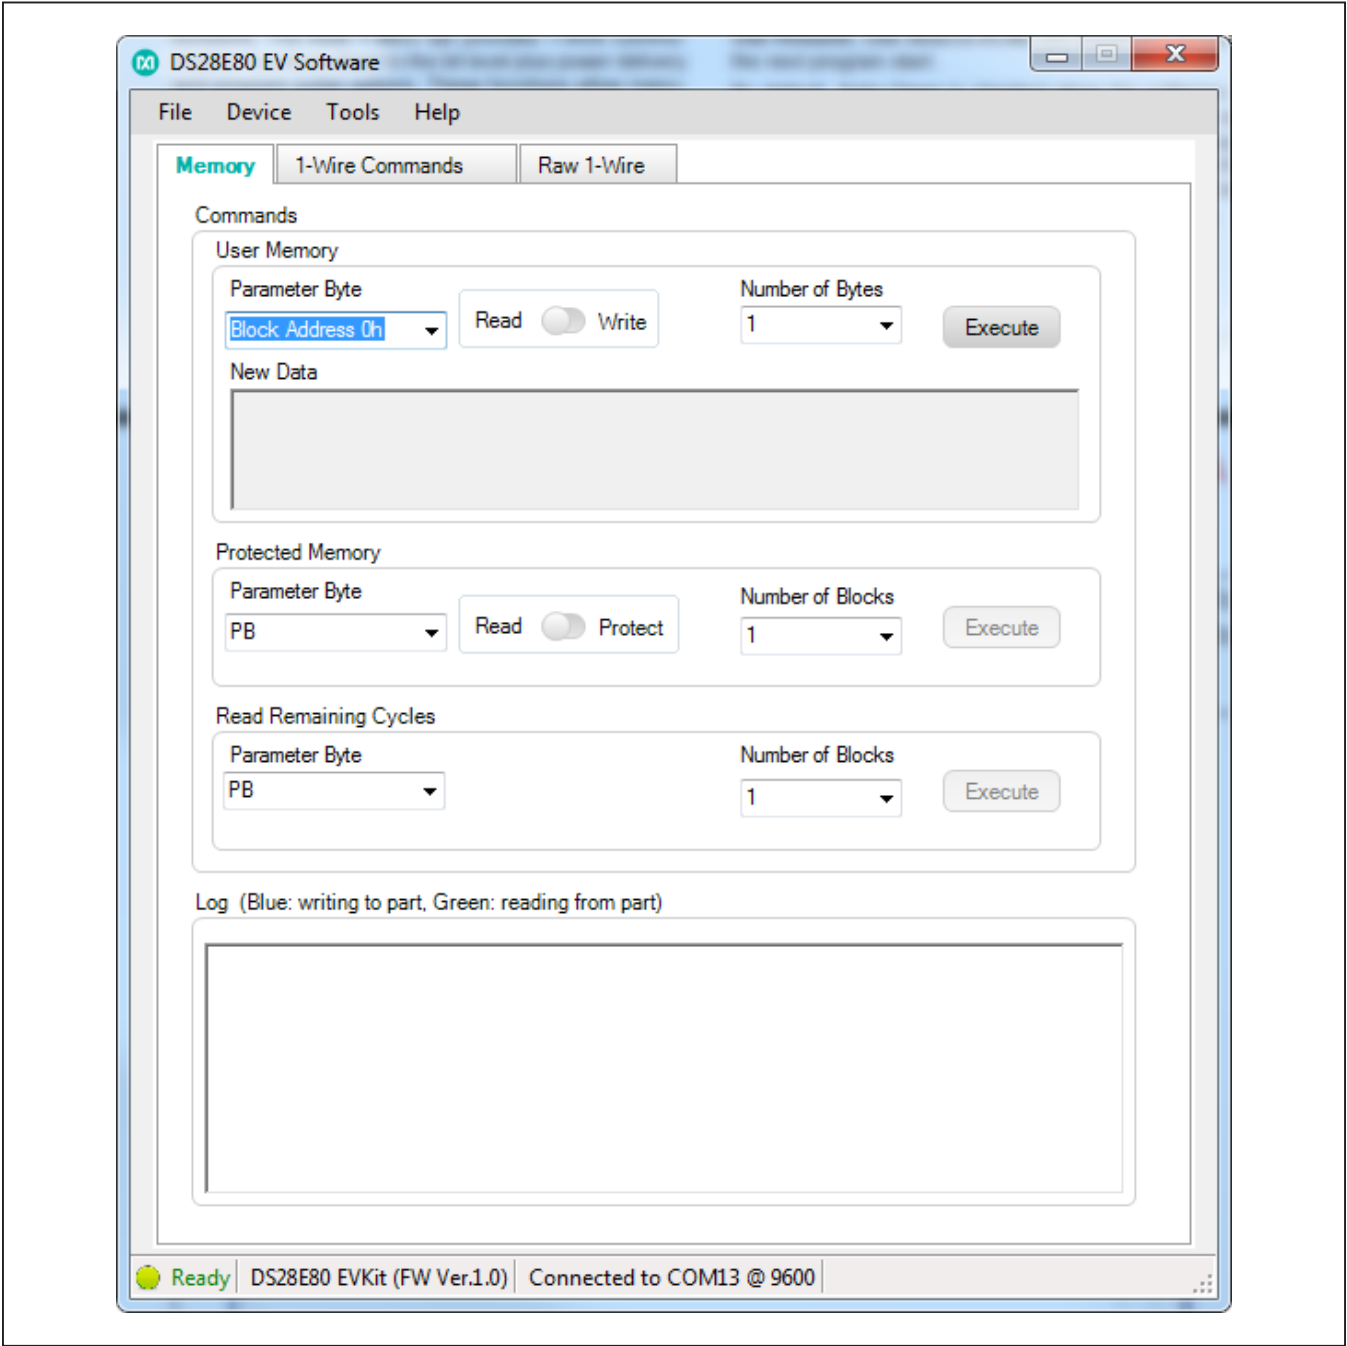 DS28E80 EV Software
File Device Tools Help
Memory 1-Wire Commands Raw 1-Wire
Commands
User Memory
Parameter Byte Number of Bytes
Block Address 0h Read Write 1 Execute
New Data
Protected Memory
Parameter Byte Number of Blocks
PB Read Protect 1 Execute
Read Remaining Cycles
Parameter Byte Number of Blocks
PB 1 Execute
Log (Blue: writing to part, Green: reading from part)
Ready DS28E80 EVKit (FW Ver.1.0) Connected to COM13 @ 9600